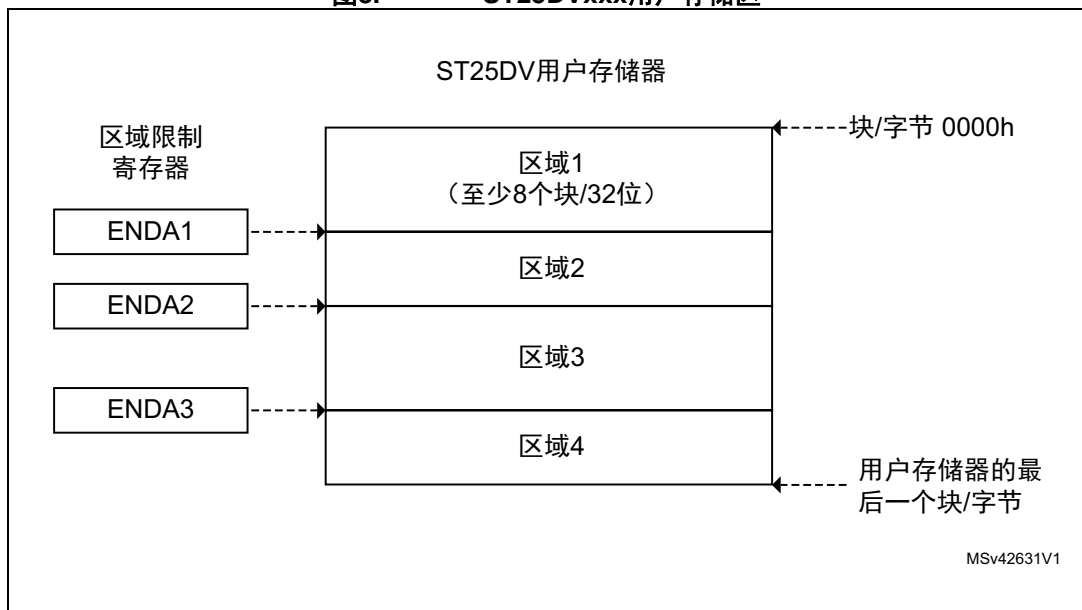 ST25DV用户存储器
块/字节 0000h
区域限制
寄存器
区域1
（至少8个块/32位）
ENDA1
区域2
ENDA2
区域3
ENDA3
区域4
用户存储器的最
后一个块/字节
MSv42631V1